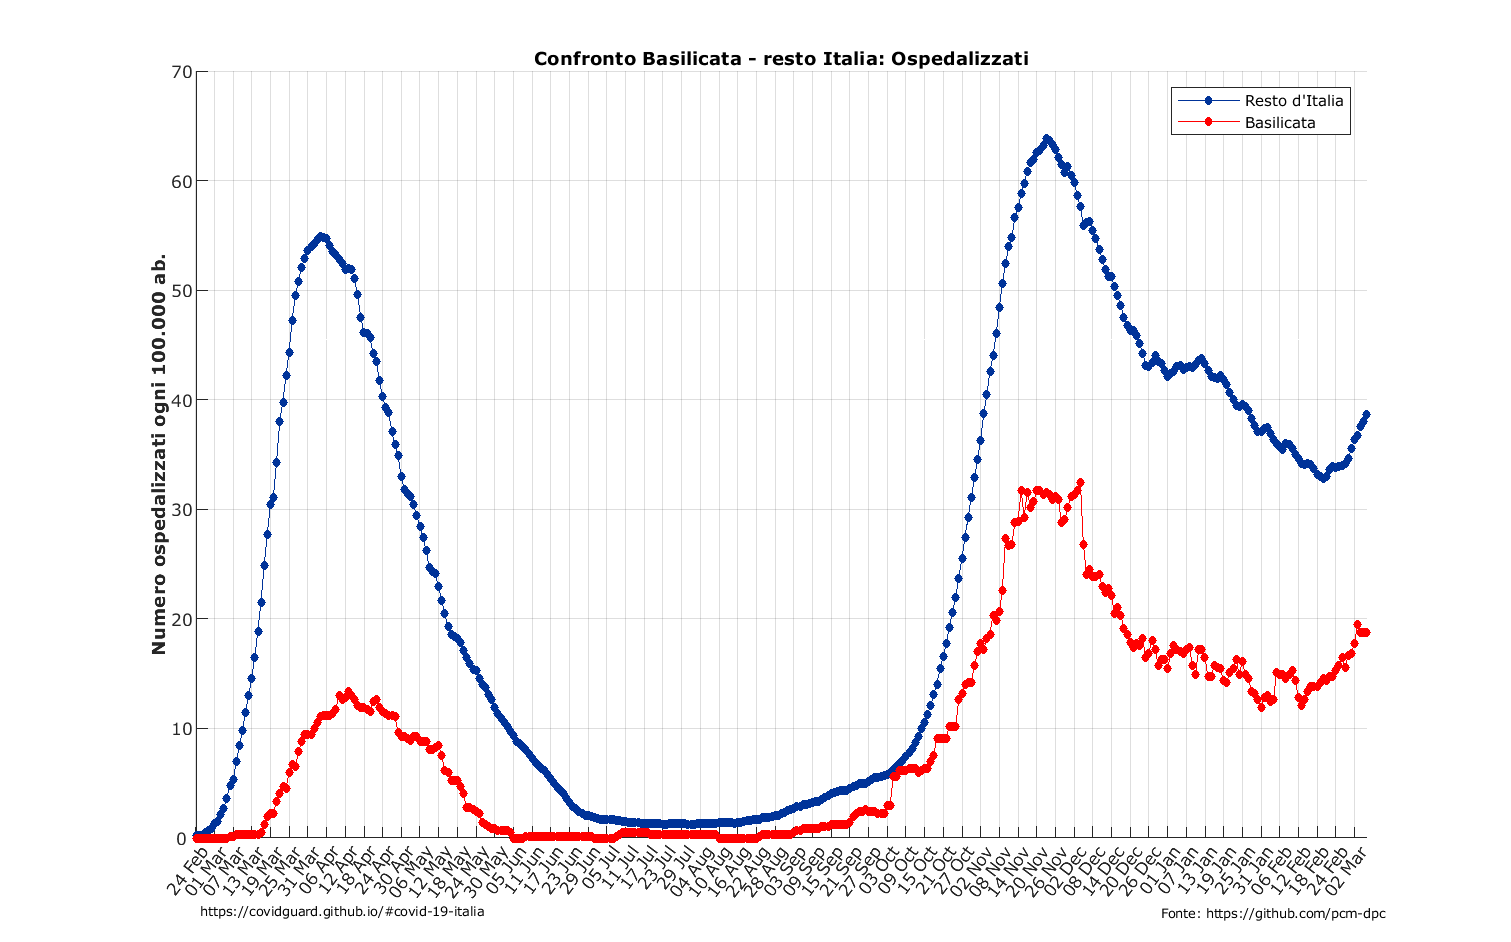 Confronto Basilicata - resto Italia: Ospedalizzati
Numero ospedalizzati ogni 100.000 ab.
70
60
50
40
30
20
10
0
Resto d'Italia
Basilicata
24 Feb
01 Mar
07 Mar
13 Mar
19 Mar
25 Mar
31 Mar
06 Apr
12 Apr
18 Apr
24 Apr
30 Apr
06 May
12 May
18 May
24 May
30 May
05 Jun
11 Jun
17 Jun
23 Jun
29 Jun
05 Jul
11 Jul
17 Jul
23 Jul
29 Jul
04 Aug
10 Aug
16 Aug
22 Aug
28 Aug
03 Sep
09 Sep
15 Sep
21 Sep
27 Sep
03 Oct
09 Oct
15 Oct
21 Oct
27 Oct
02 Nov
08 Nov
14 Nov
20 Nov
26 Nov
02 Dec
08 Dec
14 Dec
20 Dec
26 Dec
01 Jan
07 Jan
13 Jan
19 Jan
25 Jan
31 Jan
06 Feb
12 Feb
18 Feb
24 Feb
02 Mar
https://covidguard.github.io/#covid-19-italia
Fonte: https://github.com/pcm-dpc